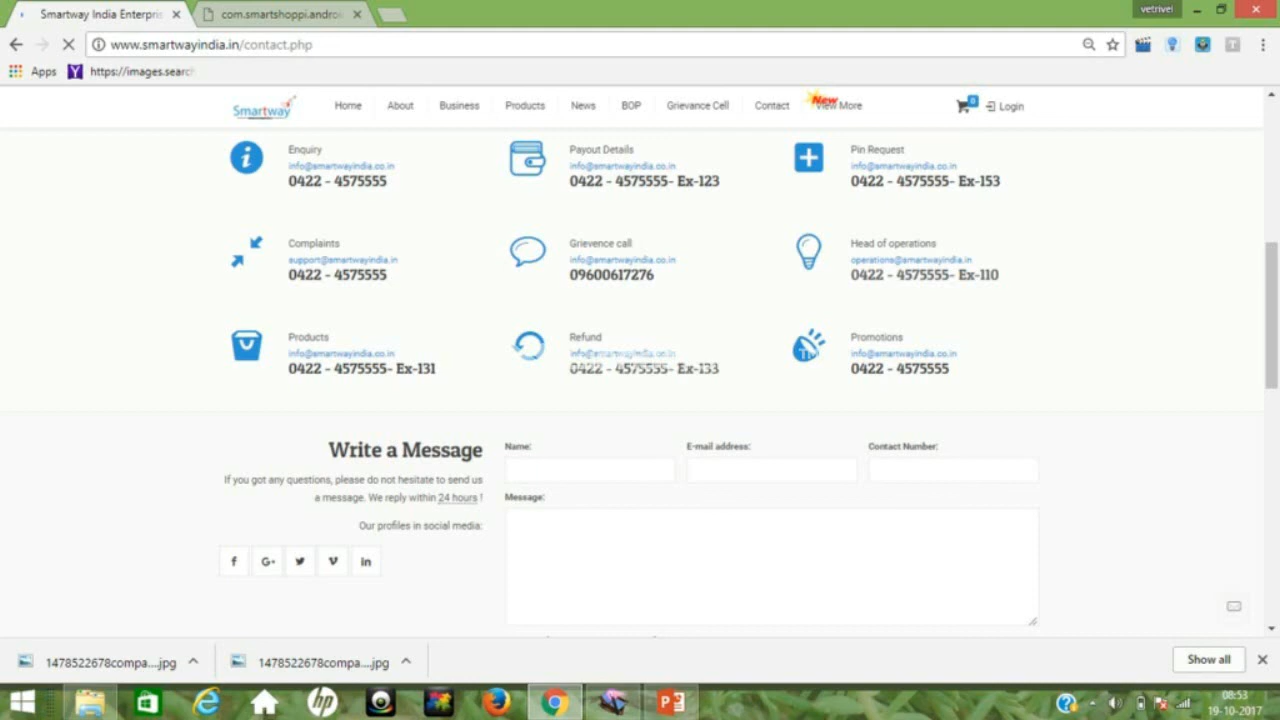 Smartway India Enterpris
com.smartshoppi.androi
vetrivel
www.smartwayindia.in/contact.php
Apps
https://images.search
Smartway
Home
About
Business
Products
News
BOP
Grievance Cell
Contact
New
View More
0
Login
Enquiry
info@smartwayindia.co.in
0422 - 4575555
Payout Details
info@smartwayindia.co.in
0422 - 4575555- Ex-123
Pin Request
info@smartwayindia.co.in
0422 - 4575555- Ex-153
Complaints
support@smartwayindia.in
0422 - 4575555
Grievence call
info@smartwayindia.co.in
09600617276
Head of operations
operations@smartwayindia.in
0422 - 4575555- Ex-110
Products
info@smartwayindia.co.in
0422 - 4575555- Ex-131
Refund
info@smartwayindia.co.in
0422 - 4575555- Ex-133
Promotions
info@smartwayindia.co.in
0422 - 4575555
Write a Message
If you got any questions, please do not hesitate to send us
a message. We reply within 24 hours !
Our profiles in social media:
Name:
E-mail address:
Contact Number:
Message:
1478522678compa....jpg
1478522678compa....jpg
Show all
08:53
19-10-2017